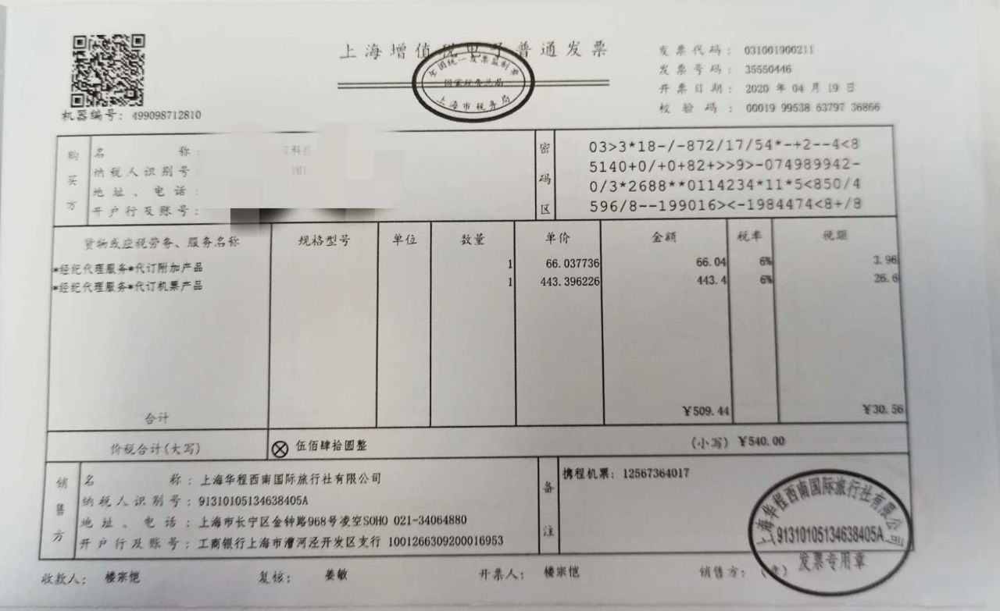 上海增值税电子普通发票
全国统一发票监制章
国家税务总局
上海市税务局
发票代码：031001900211
发票号码：35550446
开票日期：2020 年 04 月 19 日
校验码：00019 99538 63797 36866
机器编号：499098712810
购买方
名称：
纳税人识别号：
地址、电话：
开户行及账号：
密码区
03>3*18-/-872/17/54*-+2--4<8
5140+0/+0+82+>>9>-074989942-
0/3*2688**0114234*11*5<850/4
596/8--199016><-1984474<8+/8
货物或应税劳务、服务名称 规格型号 单位 数量 单价 金额 税率 税额
*经纪代理服务*代订附加产品 1 66.037736 66.04 6% 3.96
*经纪代理服务*代订机票产品 1 443.396226 443.4 6% 26.6
合计 ￥509.44 ￥30.56
价税合计(大写) ⊗ 伍佰肆拾圆整 (小写) ￥540.00
销售方
名称：上海华程西南国际旅行社有限公司
纳税人识别号：91310105134638405A
地址、电话：上海市长宁区金钟路968号凌空SOHO 021-34064880
开户行及账号：工商银行上海市漕河泾开发区支行 1001266309200016953
备注
携程机票：12567364017
上海华程西南国际旅行社有限公司
91310105134638405A
发票专用章
收款人：楼宗恺 复核：姜敏 开票人：楼宗恺 销售方：(章)